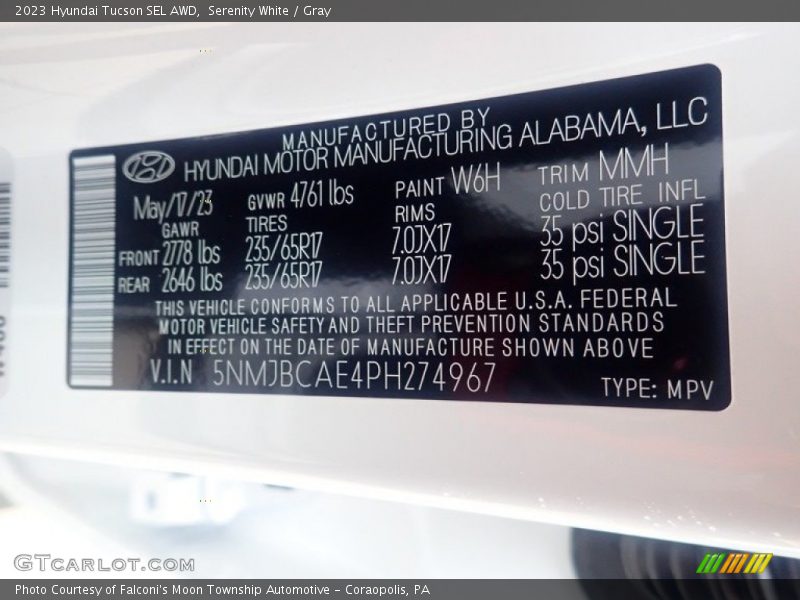 2023 Hyundai Tucson SEL AWD, Serenity White / Gray
MANUFACTURED BY
HYUNDAI MOTOR MANUFACTURING ALABAMA, LLC
May/17/23 GVWR 4761 lbs PAINT W6H TRIM MMH
GAWR TIRES RIMS COLD TIRE INFL
FRONT 2778 lbs 235/65R17 7.0JX17 35 psi SINGLE
REAR 2646 lbs 235/65R17 7.0JX17 35 psi SINGLE
THIS VEHICLE CONFORMS TO ALL APPLICABLE U.S.A. FEDERAL
MOTOR VEHICLE SAFETY AND THEFT PREVENTION STANDARDS
IN EFFECT ON THE DATE OF MANUFACTURE SHOWN ABOVE
V.I.N 5NMJBCAE4PH274967 TYPE: MPV
GTCARLOT.COM
Photo Courtesy of Falconi's Moon Township Automotive - Coraopolis, PA